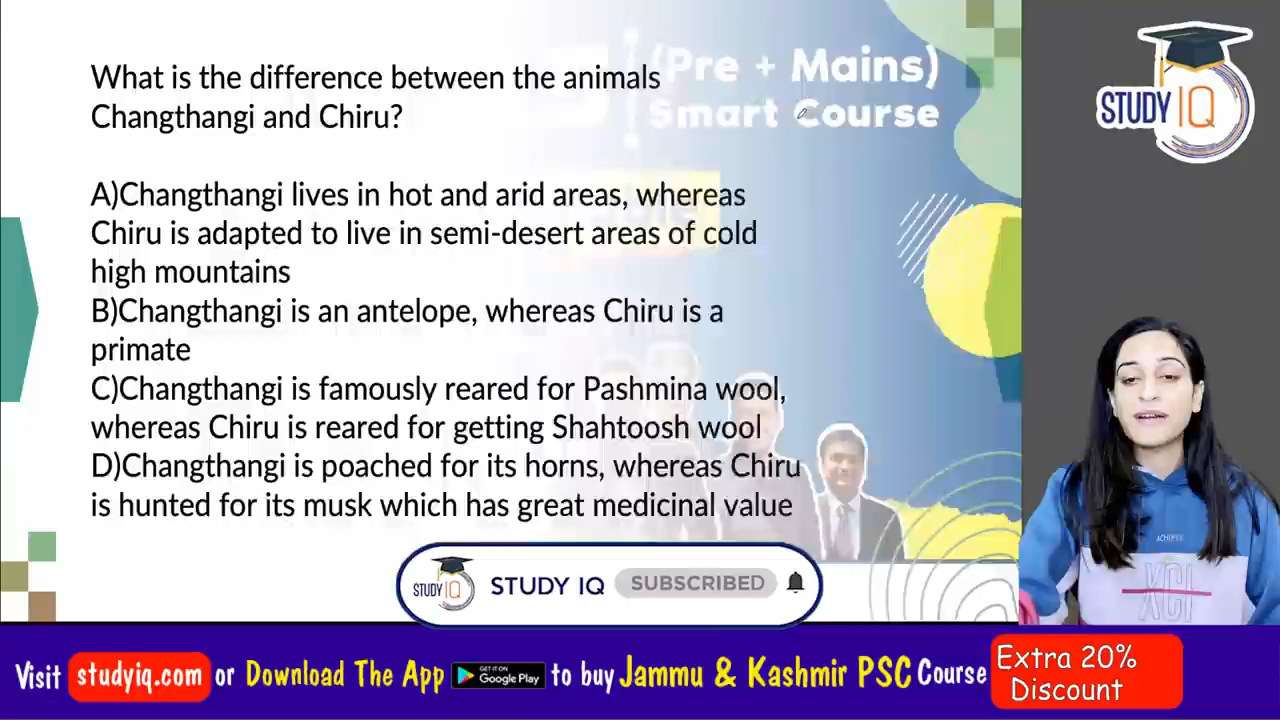 What is the difference between the animals
Changthangi and Chiru?
A)Changthangi lives in hot and arid areas, whereas
Chiru is adapted to live in semi-desert areas of cold
high mountains
B)Changthangi is an antelope, whereas Chiru is a
primate
C)Changthangi is famously reared for Pashmina wool,
whereas Chiru is reared for getting Shahtoosh wool
D)Changthangi is poached for its horns, whereas Chiru
is hunted for its musk which has great medicinal value
(Pre + Mains)
Smart Course
STUDY IQ
STUDY IQ
STUDY IQ SUBSCRIBED
XCI
Visit studyiq.com or Download The App GET IT ON Google Play to buy Jammu & Kashmir PSC Course
Extra 20%
Discount